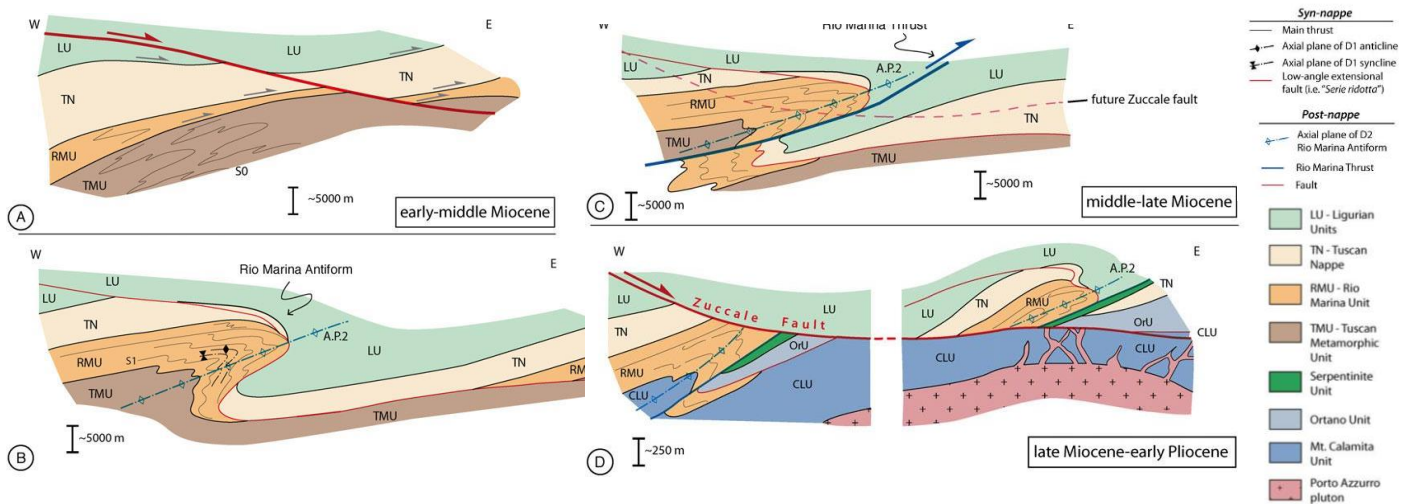 W
E
LU
LU
TN
TN
RMU
TMU
S0
~5000 m
A
early-middle Miocene
W
E
Rio Marina Antiform
LU
LU
A.P.2
TN
RMU
S1
LU
TN
TMU
RM
TMU
~5000 m
B
Rio Marina Thrust
W
E
LU
LU
A.P.2
TN
LU
RMU
future Zuccale fault
TN
TMU
TMU
RMU
~5000 m
~5000 m
C
middle-late Miocene
W
E
LU
LU
A.P.2
Zuccale Fault
LU
TN
RMU
TN
TN
OrU
OrU
CLU
RMU
CLU
CLU
CLU
~250 m
D
late Miocene-early Pliocene
Syn-nappe
Main thrust
Axial plane of D1 anticline
Axial plane of D1 syncline
Low-angle extensional
fault (i.e. “Serie ridotta”)
Post-nappe
Axial plane of D2
Rio Marina Antiform
Rio Marina Thrust
Fault
LU - Ligurian
Units
TN - Tuscan
Nappe
RMU - Rio
Marina Unit
TMU - Tuscan
Metamorphic
Unit
Serpentinite
Unit
Ortano Unit
Mt. Calamita
Unit
Porto Azzurro
pluton